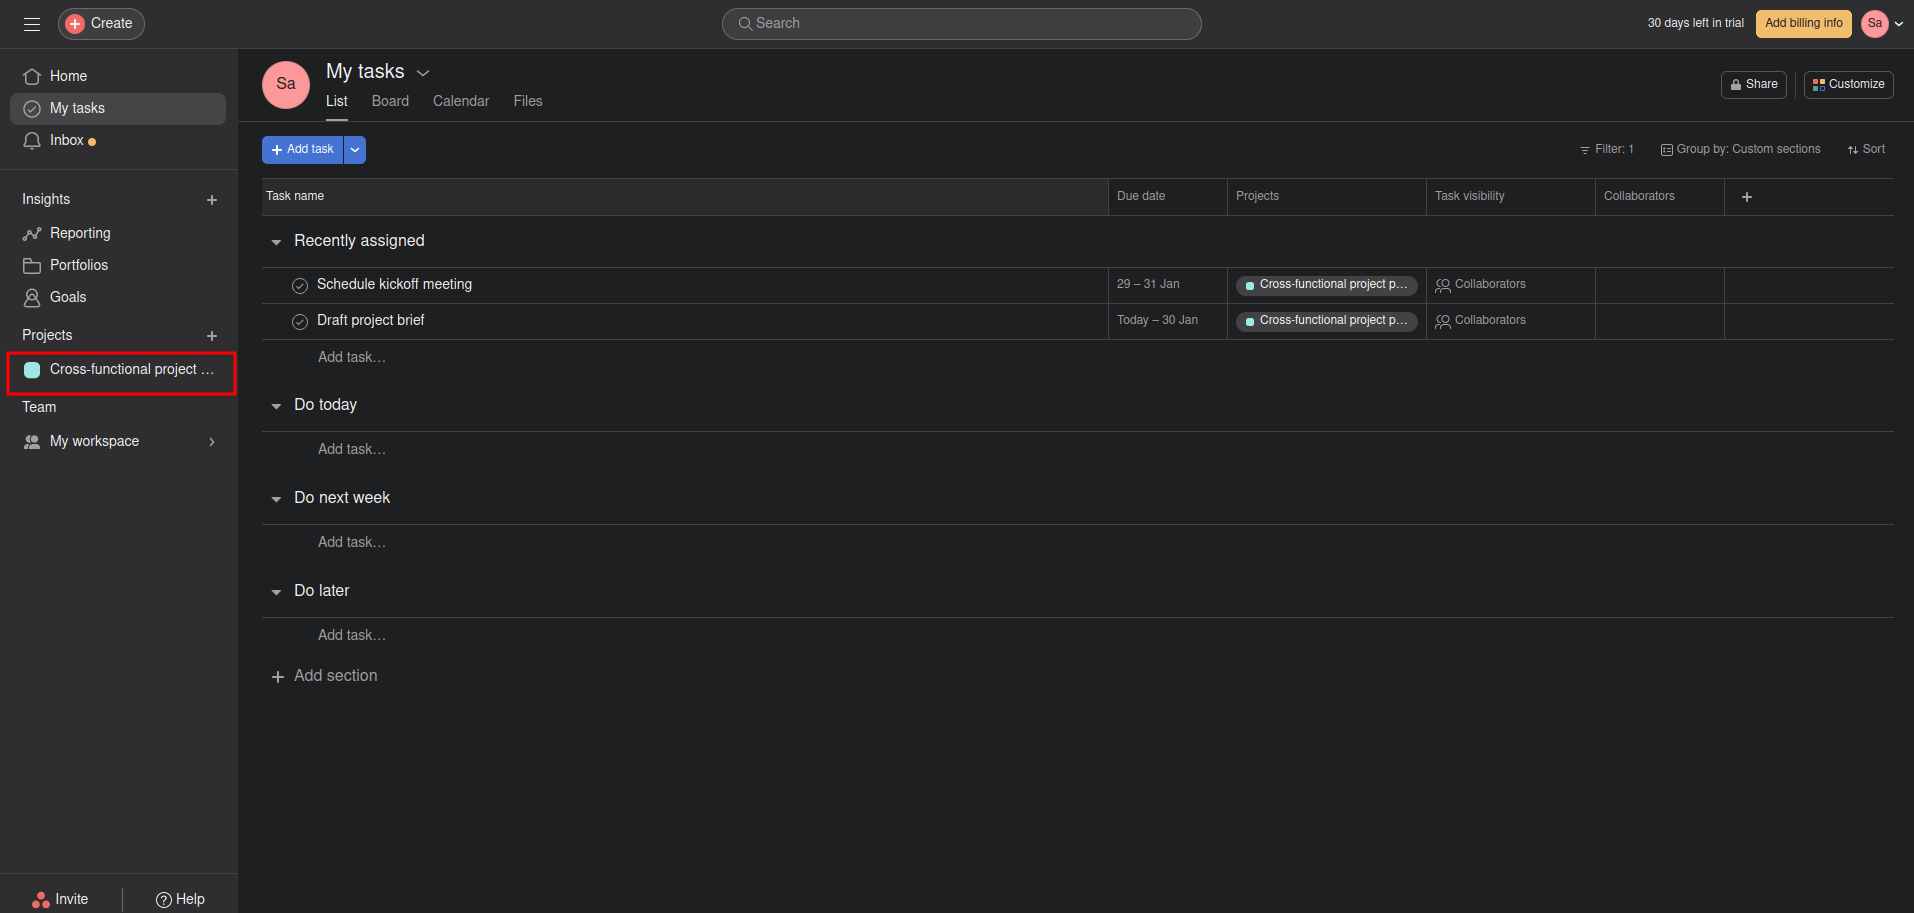 Create
Search
30 days left in trial
Add billing info
Sa
Home
My tasks
Inbox
Insights
Reporting
Portfolios
Goals
Projects
Cross-functional project ...
Team
My workspace
Invite
Help
Sa
My tasks
List Board Calendar Files
Share
Customize
Add task
Filter: 1
Group by: Custom sections
Sort
Task name Due date Projects Task visibility Collaborators
Recently assigned
Schedule kickoff meeting 29 – 31 Jan Cross-functional project p... Collaborators
Draft project brief Today – 30 Jan Cross-functional project p... Collaborators
Add task...
Do today
Add task...
Do next week
Add task...
Do later
Add task...
Add section